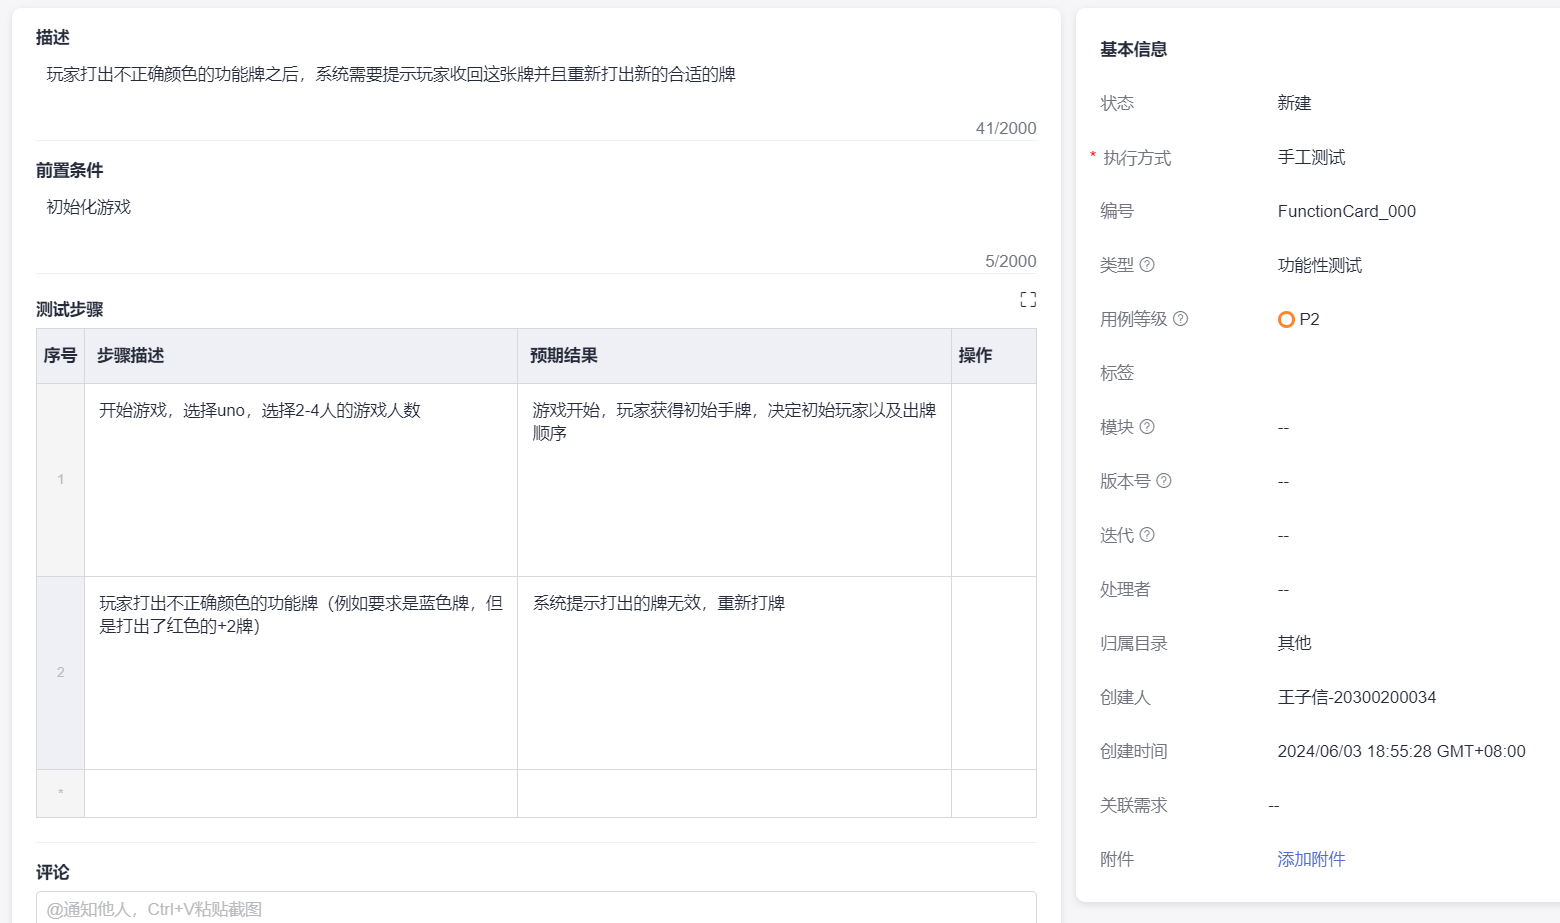 描述
玩家打出不正确颜色的功能牌之后，系统需要提示玩家收回这张牌并且重新打出新的合适的牌
41/2000
前置条件
初始化游戏
5/2000
测试步骤
序号 步骤描述 预期结果 操作
1 开始游戏，选择uno，选择2-4人的游戏人数 游戏开始，玩家获得初始手牌，决定初始玩家以及出牌
顺序
2 玩家打出不正确颜色的功能牌（例如要求是蓝色牌，但 系统提示打出的牌无效，重新打牌
是打出了红色的+2牌）
*
评论
@通知他人，Ctrl+V粘贴截图
基本信息
状态 新建
* 执行方式 手工测试
编号 FunctionCard_000
类型 功能性测试
用例等级 P2
标签
模块 --
版本号 --
迭代 --
处理者 --
归属目录 其他
创建人 王子信-20300200034
创建时间 2024/06/03 18:55:28 GMT+08:00
关联需求 --
附件 添加附件